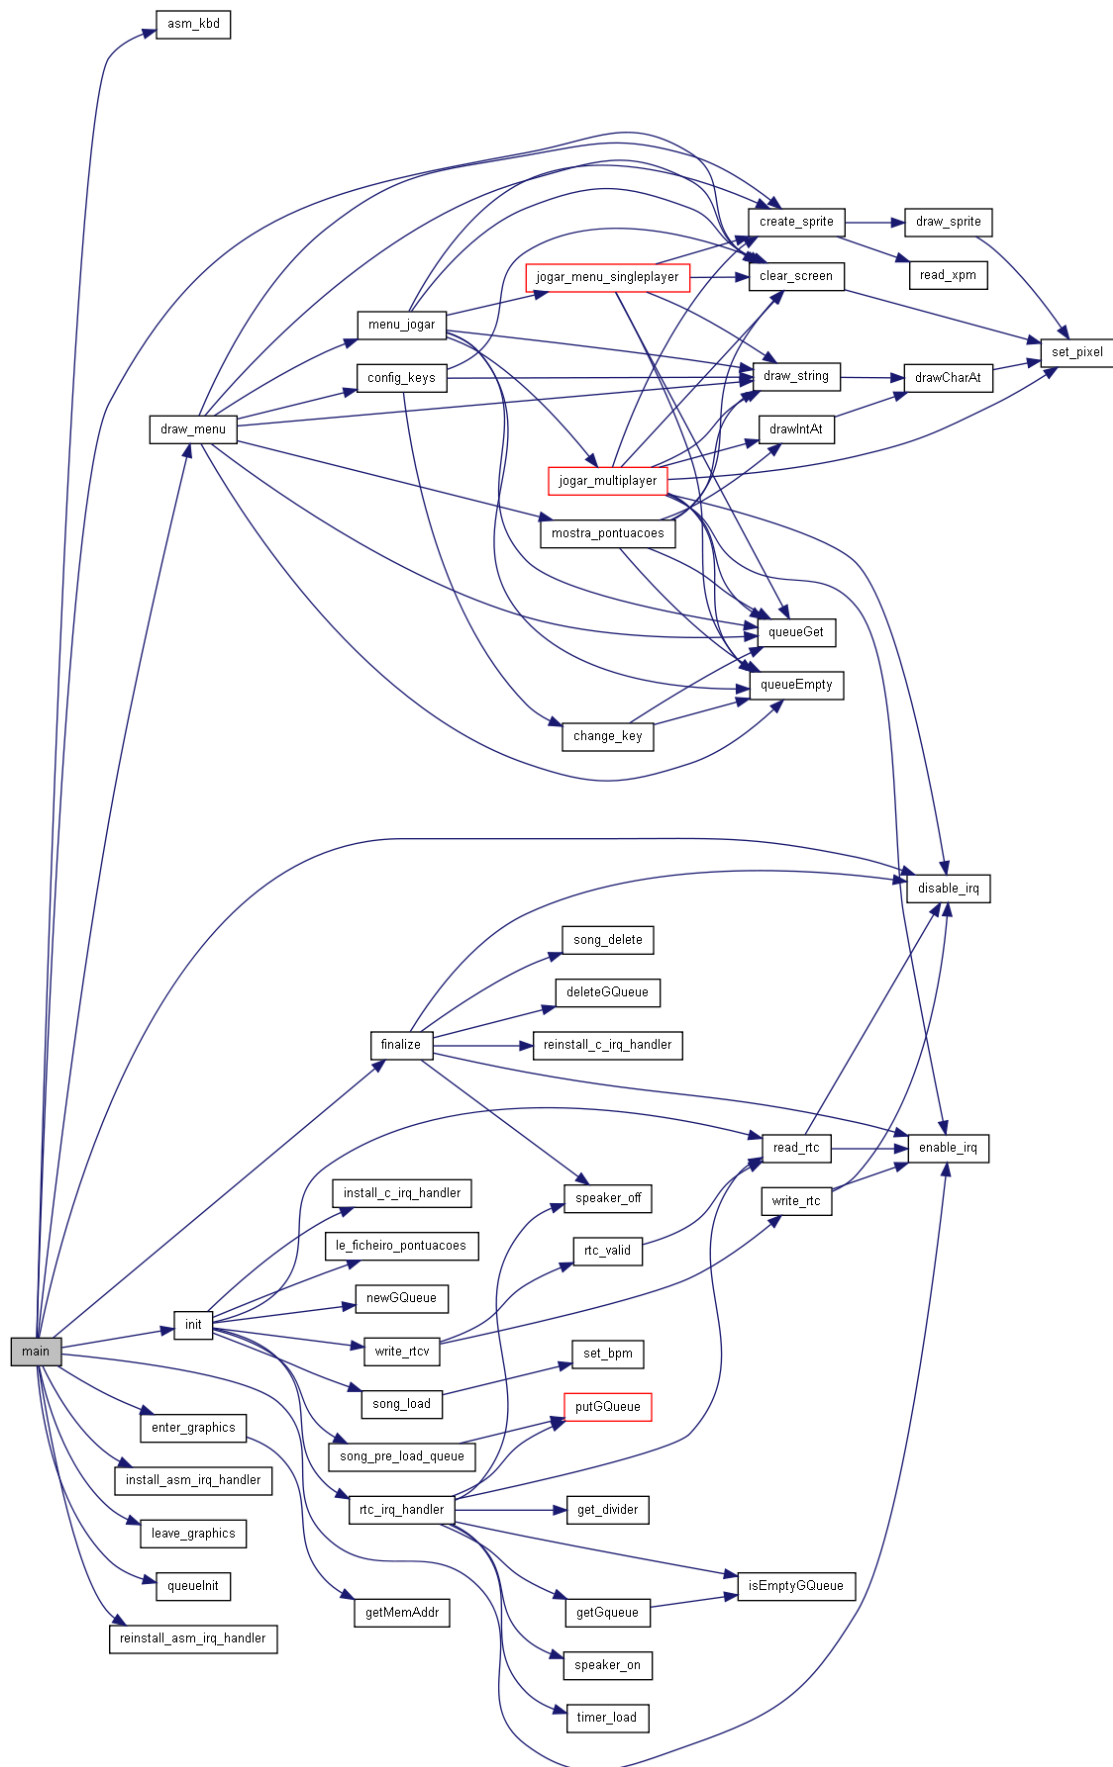 asm_kbd
create_sprite
draw_sprite
read_xpm
jogar_menu_singleplayer
clear_screen
menu_jogar
set_pixel
config_keys
draw_string
drawCharAt
draw_menu
drawIntAt
jogar_multiplayer
mostra_pontuacoes
queueGet
queueEmpty
change_key
disable_irq
song_delete
deleteGQueue
finalize
reinstall_c_irq_handler
read_rtc
enable_irq
install_c_irq_handler
speaker_off
write_rtc
le_ficheiro_pontuacoes
rtc_valid
newGQueue
init
main
write_rtcv
set_bpm
song_load
putGQueue
enter_graphics
song_pre_load_queue
install_asm_irq_handler
rtc_irq_handler
get_divider
leave_graphics
queueInit
isEmptyGQueue
getMemAddr
getGqueue
reinstall_asm_irq_handler
speaker_on
timer_load